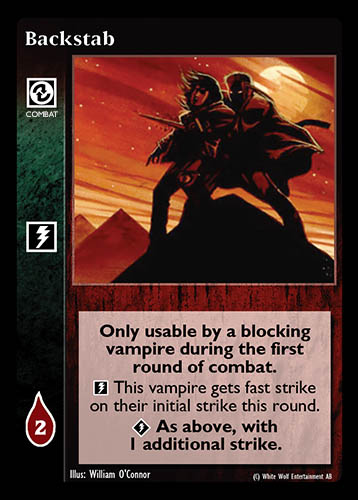 Backstab
COMBAT
Only usable by a blocking
vampire during the first
round of combat.
This vampire gets fast strike
on their initial strike this round.
As above, with
1 additional strike.
2
Illus: William O'Connor
(C) White Wolf Entertainment AB